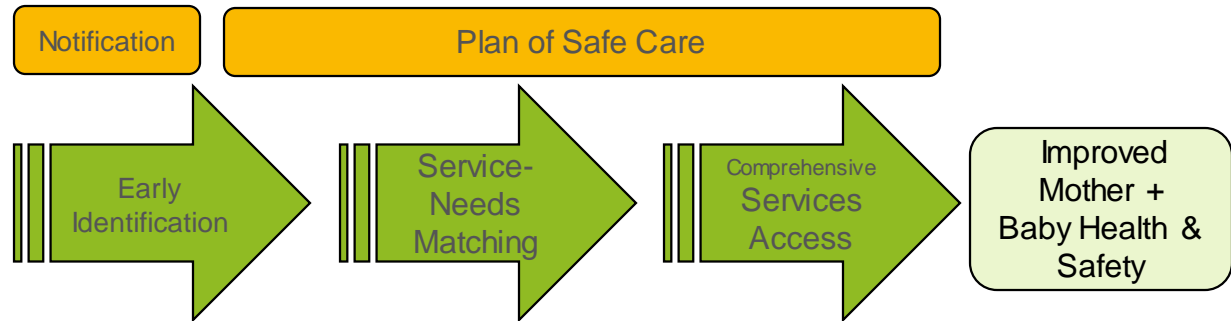 Notification
Plan of Safe Care
Early
Identification
Service-
Needs
Matching
Comprehensive
Services
Access
Improved
Mother +
Baby Health &
Safety